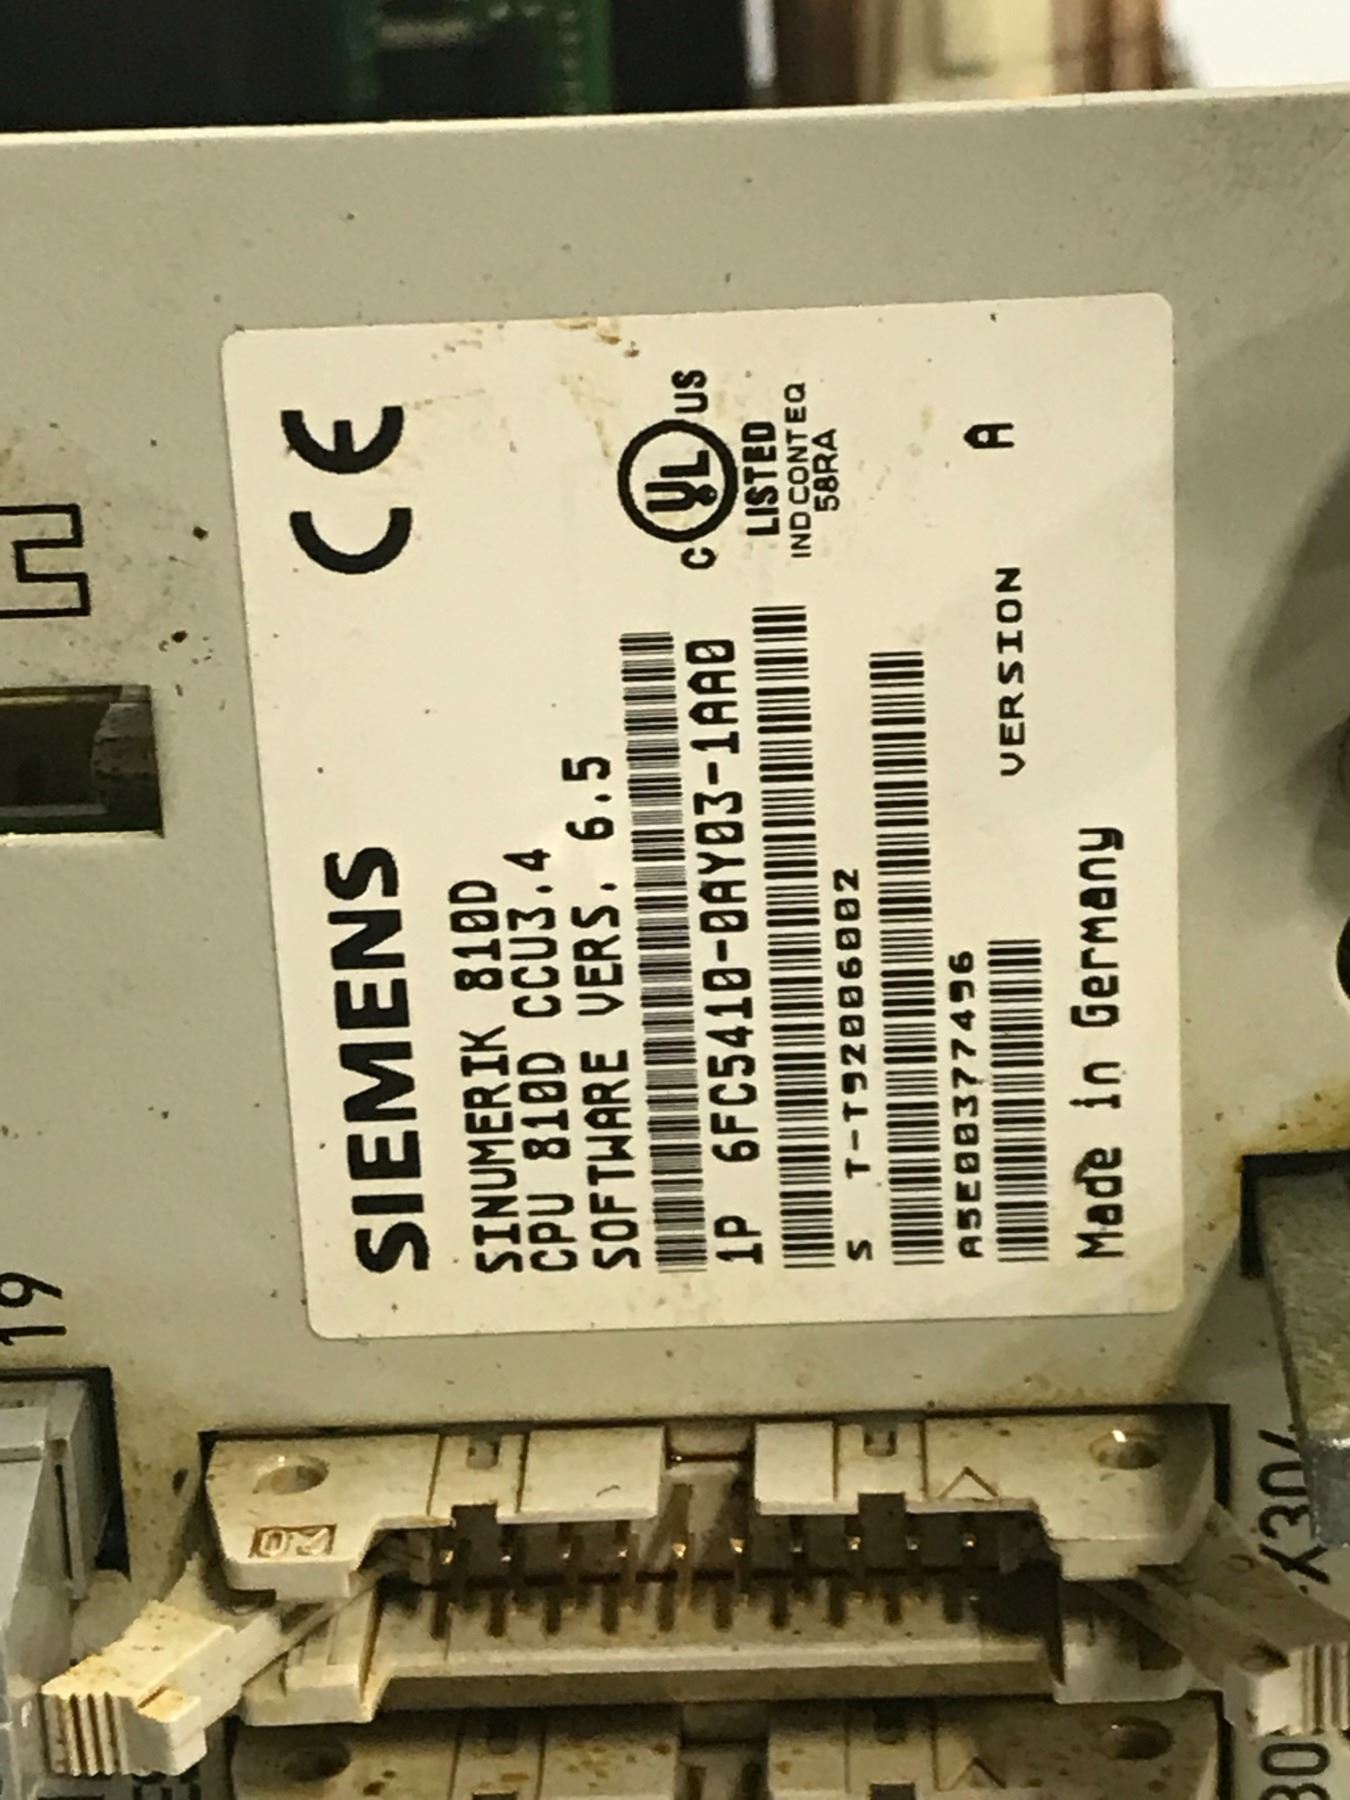 SIEMENS
CE
SINUMERIK 810D
CPU 810D CCU3.4
SOFTWARE VERS. 6.5
1P 6FC5410-0AY03-1AA0
C UL US
LISTED
IND CONT EQ
58RA
S T-T92006002
A5E00377496
VERSION A
Made in Germany
19
X304